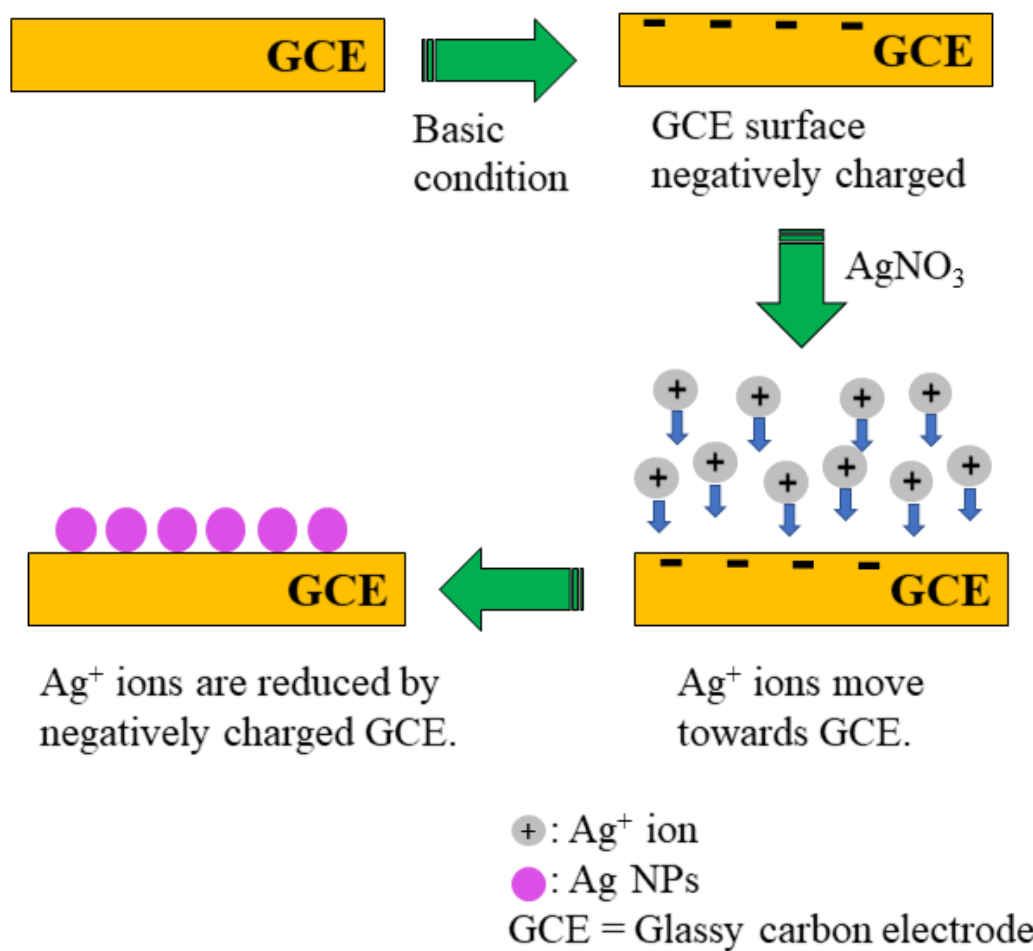 GCE
Basic
condition
GCE
GCE surface
negatively charged
AgNO₃
+ + + +
+ + + + + +
GCE
Ag⁺ ions move
towards GCE.
GCE
Ag⁺ ions are reduced by
negatively charged GCE.
+ : Ag⁺ ion
: Ag NPs
GCE = Glassy carbon electrode